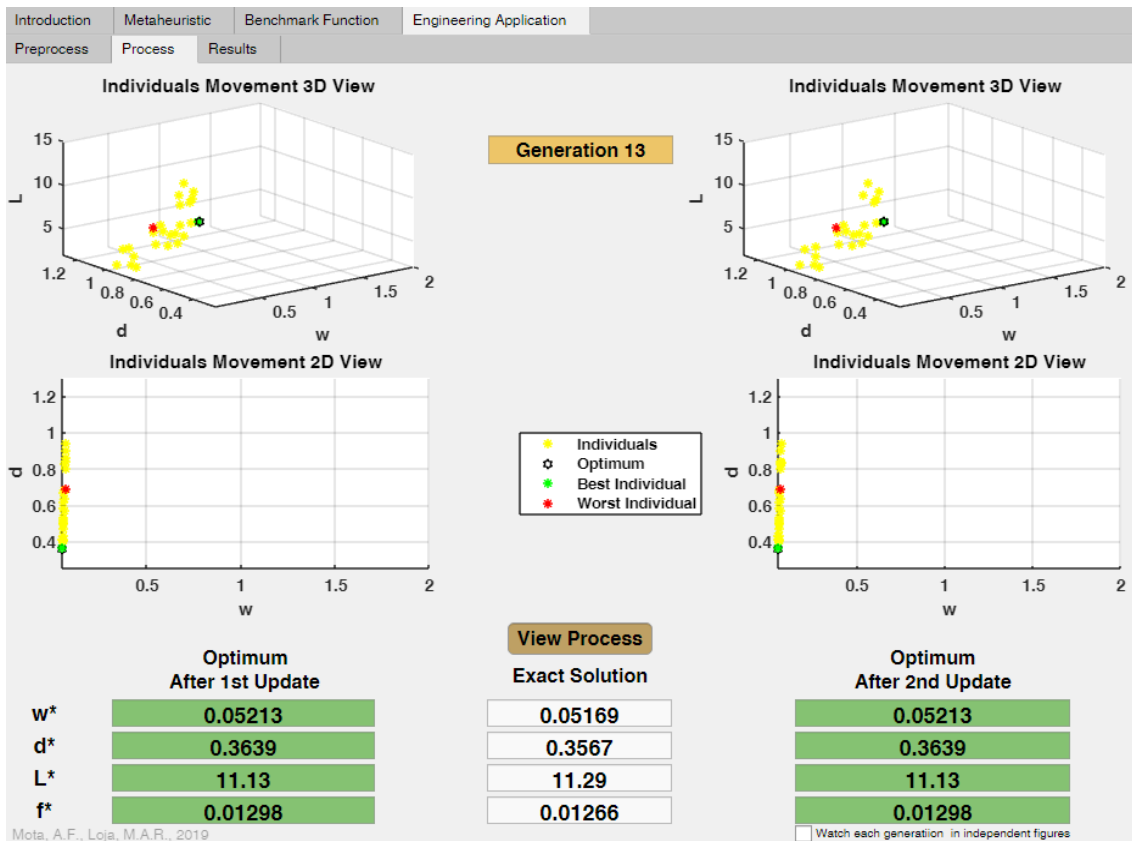 Introduction Metaheuristic Benchmark Function Engineering Application
Preprocess Process Results
Individuals Movement 3D View
15
10
5
L
1.2
1
0.8
0.6
0.4
d
0.5
1
1.5
2
w
Generation 13
Individuals Movement 3D View
15
10
5
L
1.2
1
0.8
0.6
0.4
d
0.5
1
1.5
2
w
Individuals Movement 2D View
1.2
1
0.8
0.6
0.4
d
0.5 1 1.5 2
w
Individuals
Optimum
Best Individual
Worst Individual
Individuals Movement 2D View
1.2
1
0.8
0.6
0.4
d
0.5 1 1.5 2
w
View Process
Optimum
After 1st Update
Exact Solution
Optimum
After 2nd Update
w* 0.05213 0.05169 0.05213
d* 0.3639 0.3567 0.3639
L* 11.13 11.29 11.13
f* 0.01298 0.01266 0.01298
Mota, A.F., Loja, M.A.R., 2019
Watch each generatiion in independent figures